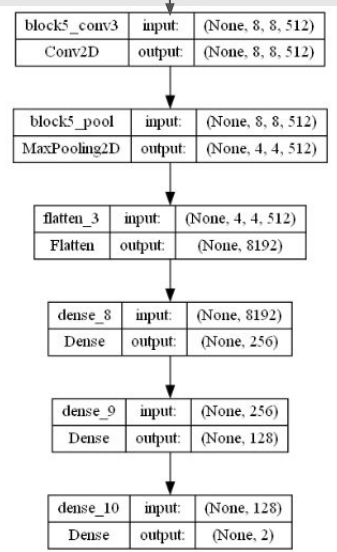 block5_conv3 input: (None, 8, 8, 512)
Conv2D output: (None, 8, 8, 512)
block5_pool input: (None, 8, 8, 512)
MaxPooling2D output: (None, 4, 4, 512)
flatten_3 input: (None, 4, 4, 512)
Flatten output: (None, 8192)
dense_8 input: (None, 8192)
Dense output: (None, 256)
dense_9 input: (None, 256)
Dense output: (None, 128)
dense_10 input: (None, 128)
Dense output: (None, 2)